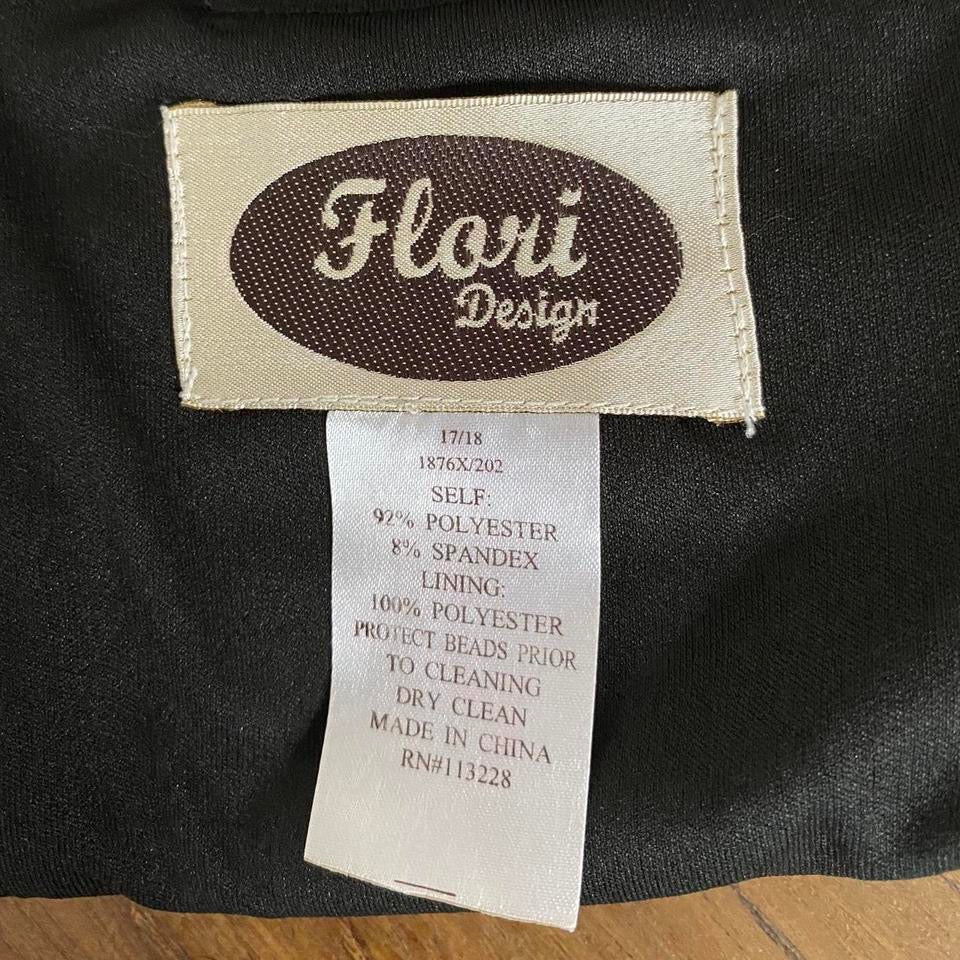 Flori
Design
17/18
1876X/202
SELF:
92% POLYESTER
8% SPANDEX
LINING:
100% POLYESTER
PROTECT BEADS PRIOR
TO CLEANING
DRY CLEAN
MADE IN CHINA
RN#113228